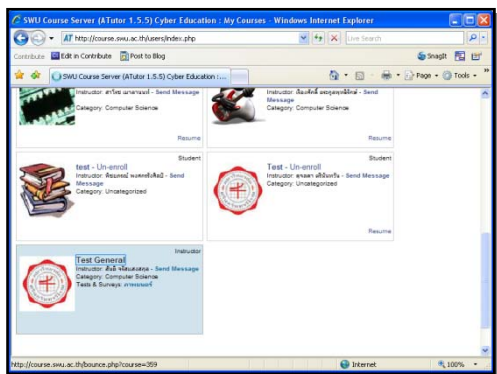 SWU Course Server (ATutor 1.5.5) Cyber Education : My Courses - Windows Internet Explorer
http://course.swu.ac.th/users/index.php
Live Search
Contribute Edit in Contribute Post to Blog
SnagIt
SWU Course Server (ATutor 1.5.5) Cyber Education : ...
Page Tools
Instructor: - Send Message
Category: Computer Science
Resume
Instructor: - Send
Message
Category: Computer Science
Resume
Student
test - Un-enroll
Instructor: - Send
Message
Category: Uncategorized
Student
Test - Un-enroll
Instructor: - Send Message
Category: Uncategorized
Resume
Instructor
Test General
Instructor: - Send Message
Category: Computer Science
Tests & Surveys:
http://course.swu.ac.th/bounce.php?course=359
Internet
100%